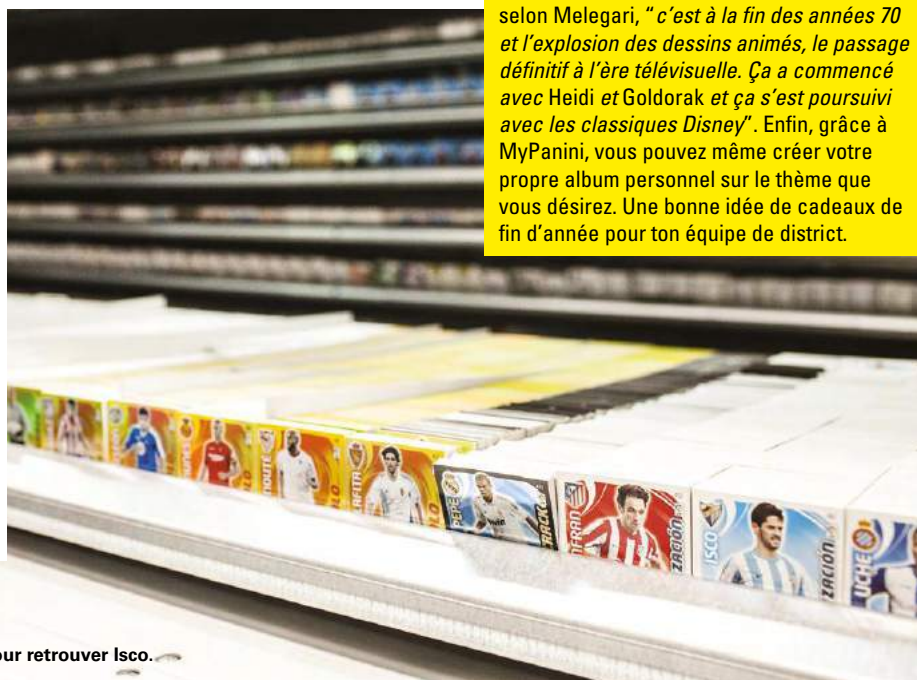 selon Melegari, “c’est à la fin des années 70
et l’explosion des dessins animés, le passage
définitif à l’ère télévisuelle. Ça a commencé
avec Heidi et Goldorak et ça s’est poursuivi
avec les classiques Disney”. Enfin, grâce à
MyPanini, vous pouvez même créer votre
propre album personnel sur le thème que
vous désirez. Une bonne idée de cadeaux de
fin d’année pour ton équipe de district.
PEPE
ISCO
ZACIÓN
UCHE
our retrouver Isco.